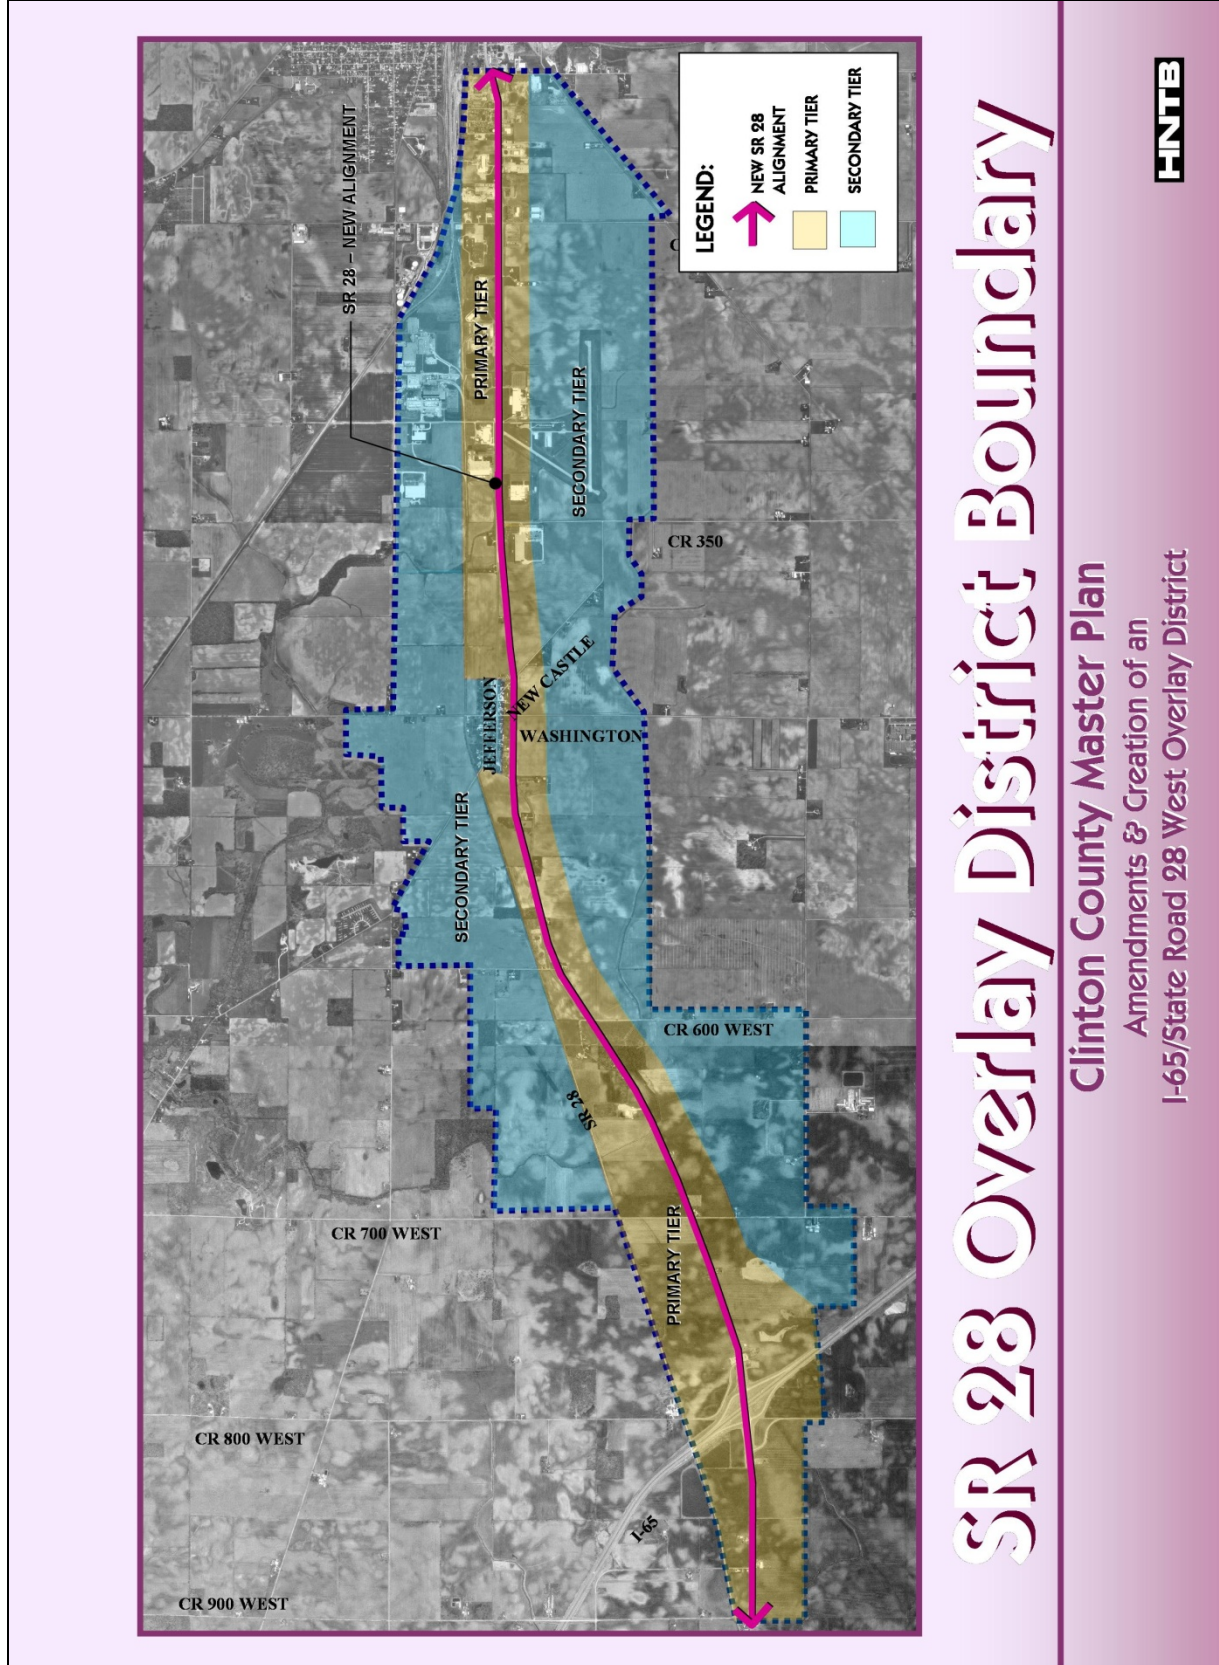 SR 28 – NEW ALIGNMENT
LEGEND:
NEW SR 28
ALIGNMENT
PRIMARY TIER
SECONDARY TIER
C
PRIMARY TIER
SECONDARY TIER
CR 350
JEFFERSON
NEW CASTLE
WASHINGTON
SECONDARY TIER
CR 600 WEST
SR 28
CR 700 WEST
PRIMARY TIER
CR 800 WEST
I-65
CR 900 WEST
SR 28 Overlay District Boundary
Clinton County Master Plan
Amendments & Creation of an
I-65/State Road 28 West Overlay District
HNTB